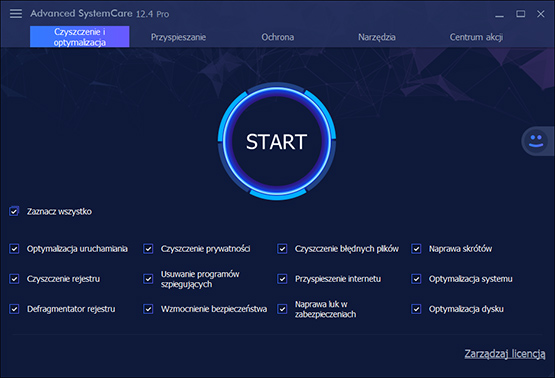 Advanced SystemCare 12.4 Pro
Czyszczenie i
optymalizacja
Przyspieszanie
Ochrona
Narzędzia
Centrum akcji
START
Zaznacz wszystko
Optymalizacja uruchamiania
Czyszczenie prywatności
Czyszczenie błędnych plików
Naprawa skrótów
Czyszczenie rejestru
Usuwanie programów
szpiegujących
Przyspieszenie internetu
Optymalizacja systemu
Defragmentator rejestru
Wzmocnienie bezpieczeństwa
Naprawa luk w
zabezpieczeniach
Optymalizacja dysku
Zarządzaj licencją